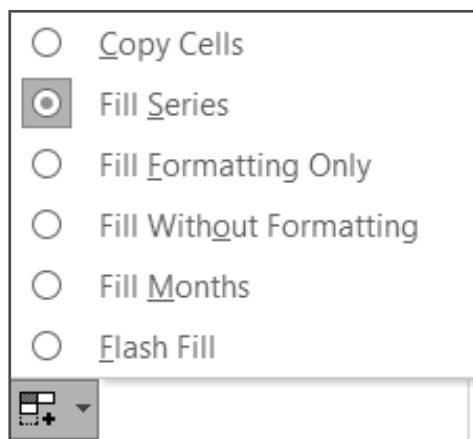 Copy Cells
Fill Series
Fill Formatting Only
Fill Without Formatting
Fill Months
Flash Fill